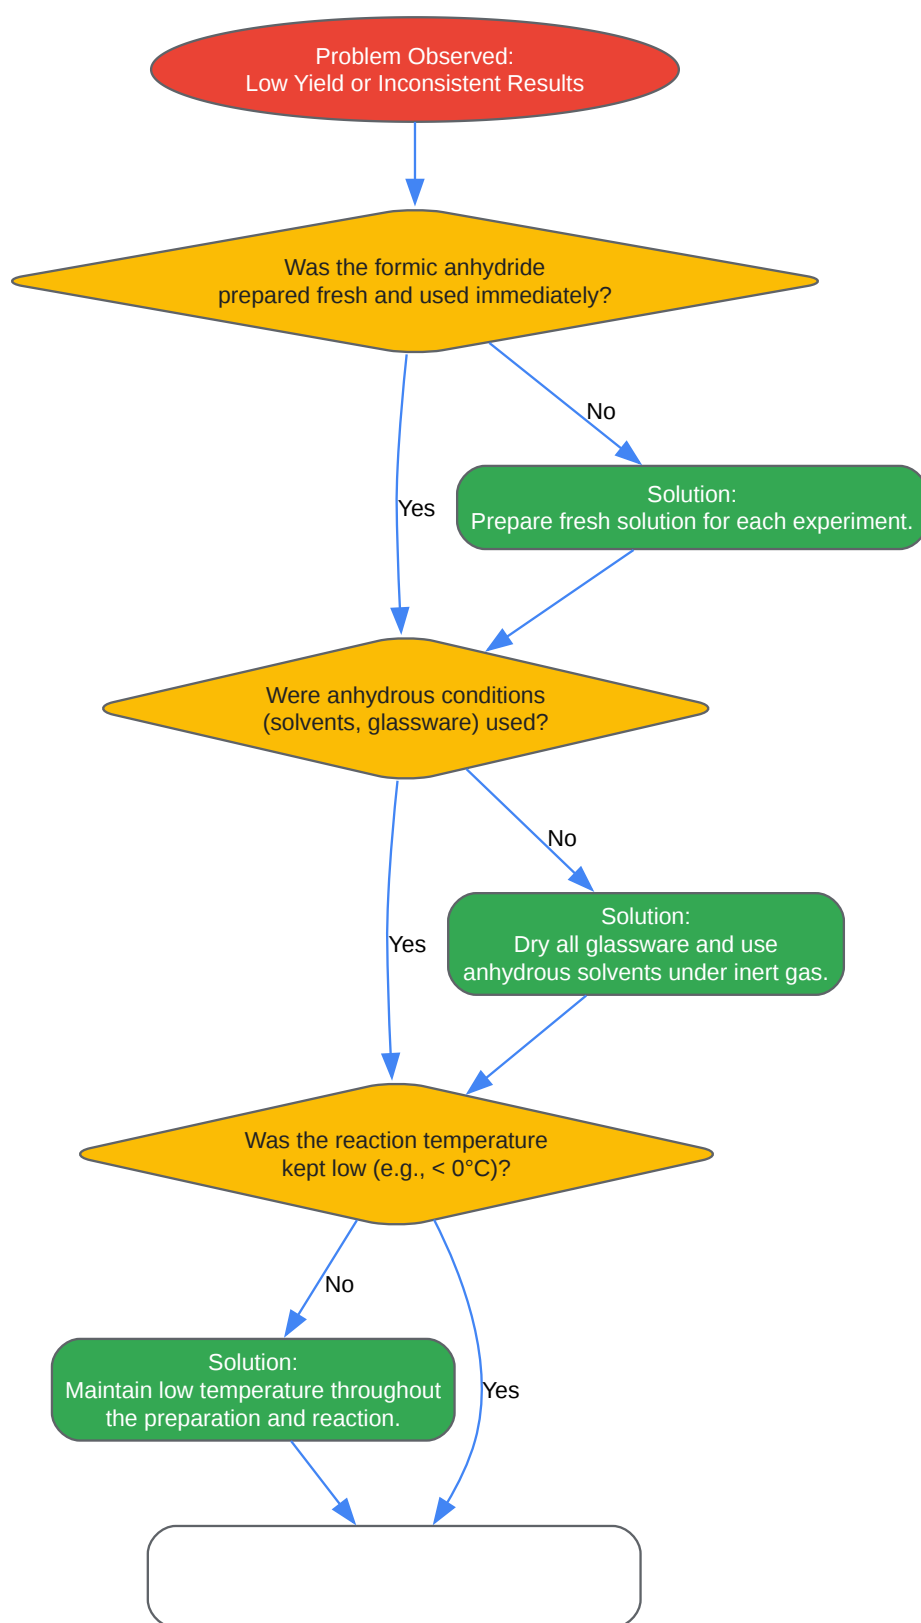 Problem Observed:
Low Yield or Inconsistent Results
Was the formic anhydride
prepared fresh and used immediately?
No
Solution:
Prepare fresh solution for each experiment.
Yes
Were anhydrous conditions
(solvents, glassware) used?
No
Solution:
Dry all glassware and use
anhydrous solvents under inert gas.
Yes
Was the reaction temperature
kept low (e.g., < 0°C)?
No
Solution:
Maintain low temperature throughout
the preparation and reaction.
Yes